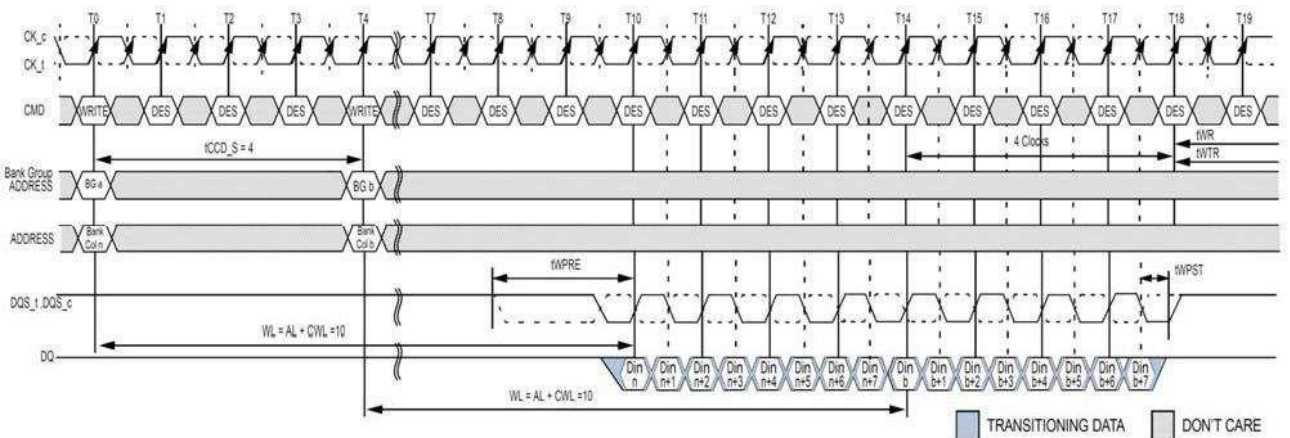 T0 T1 T2 T3 T4 T7 T8 T9 T10 T11 T12 T13 T14 T15 T16 T17 T18 T19
CK_c
CK_t
CMD WRITE DES DES DES WRITE DES DES DES DES DES DES DES DES DES DES DES DES DES
tCCD_S = 4 4 Clocks tWR
tWTR
Bank Group
ADDRESS BG a BG b
ADDRESS Bank Col n Bank Col b
tWPRE tWPST
DQS_t,DQS_c
WL = AL + CWL =10
DQ Din n Din n+1 Din n+2 Din n+3 Din n+4 Din n+5 Din n+6 Din n+7 Din b Din b+1 Din b+2 Din b+3 Din b+4 Din b+5 Din b+6 Din b+7
WL = AL + CWL =10
TRANSITIONING DATA DON'T CARE